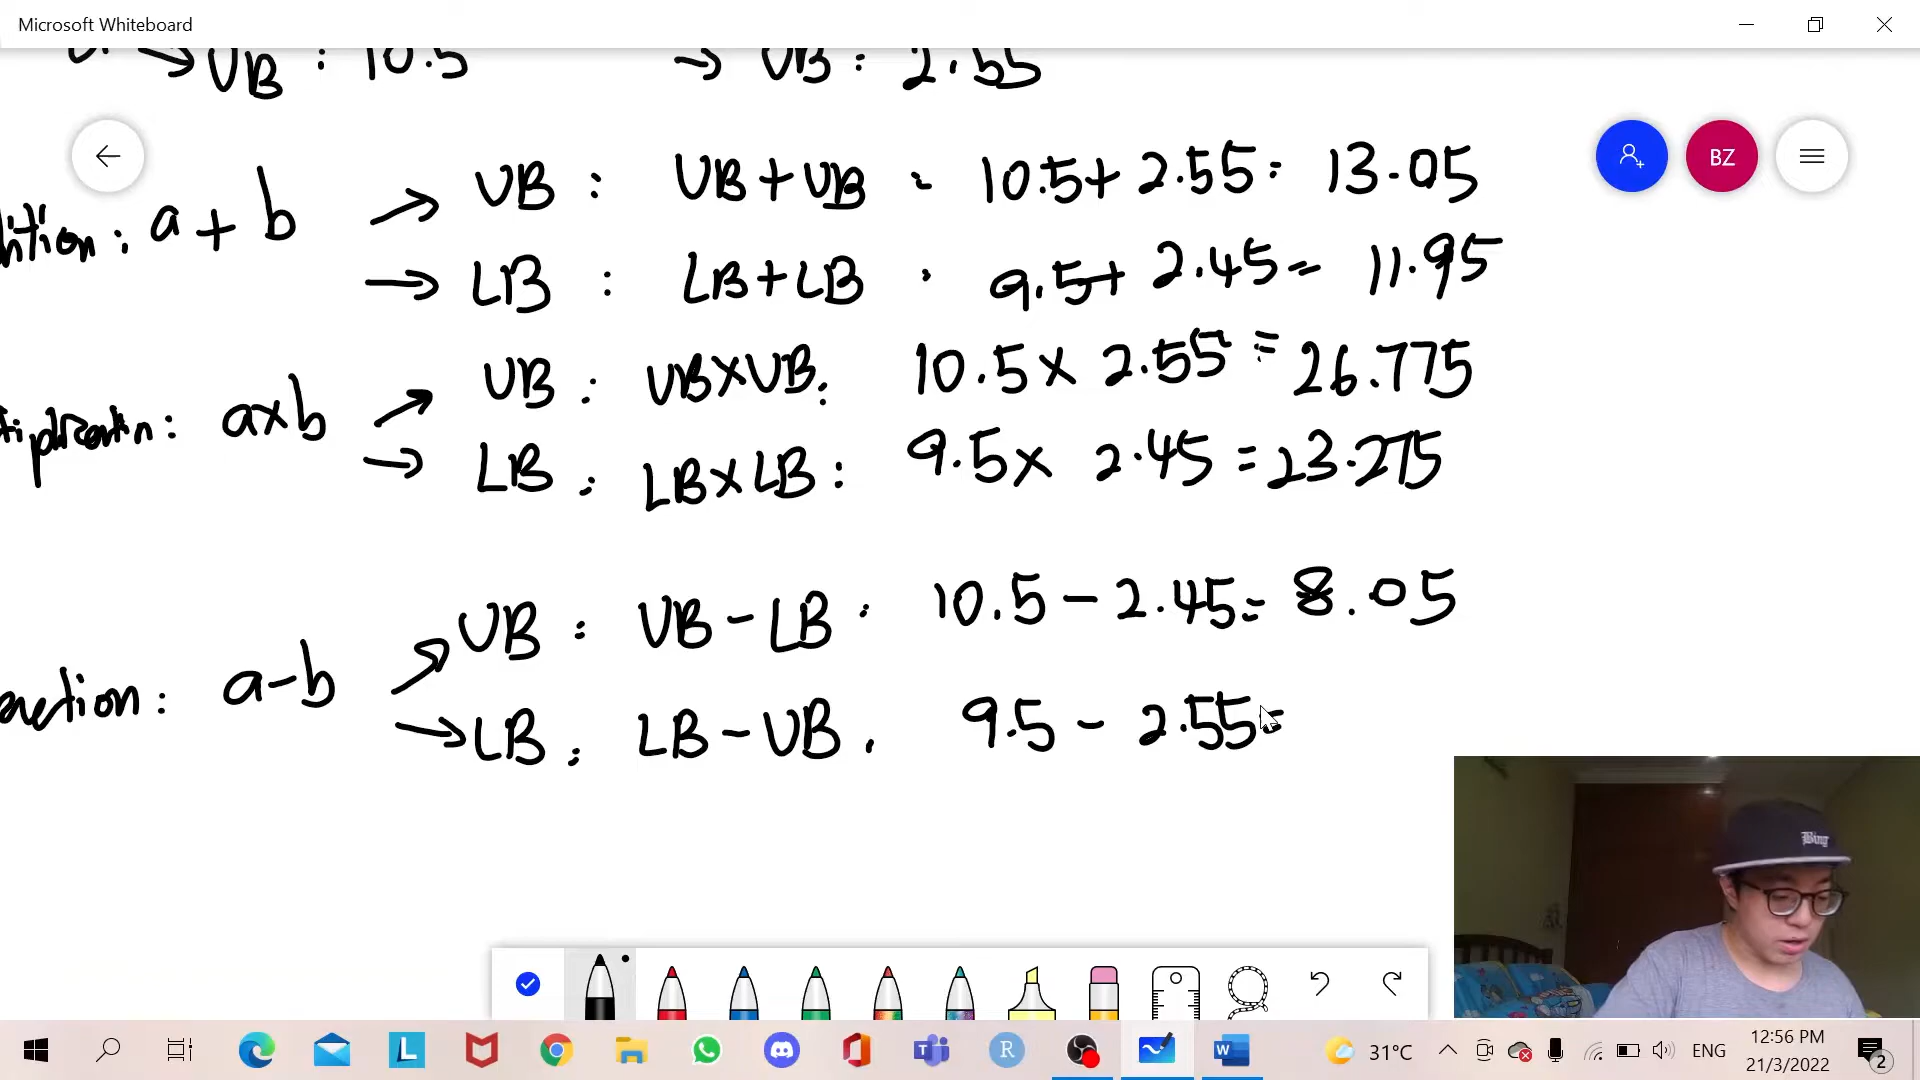 Microsoft Whiteboard
UB : 10.5 → UB : 2.55
BZ
: a + b → UB : UB + UB : 10.5 + 2.55 = 13.05
→ LB : LB + LB . 9.5 + 2.45 = 11.95
: a×b → UB : UB×UB : 10.5 × 2.55 = 26.775
→ LB : LB×LB : 9.5 × 2.45 = 23.275
action : a-b → UB : UB - LB : 10.5 - 2.45 = 8.05
→ LB : LB - UB . 9.5 - 2.55 =
Bing
31°C ENG 12:56 PM
21/3/2022 2